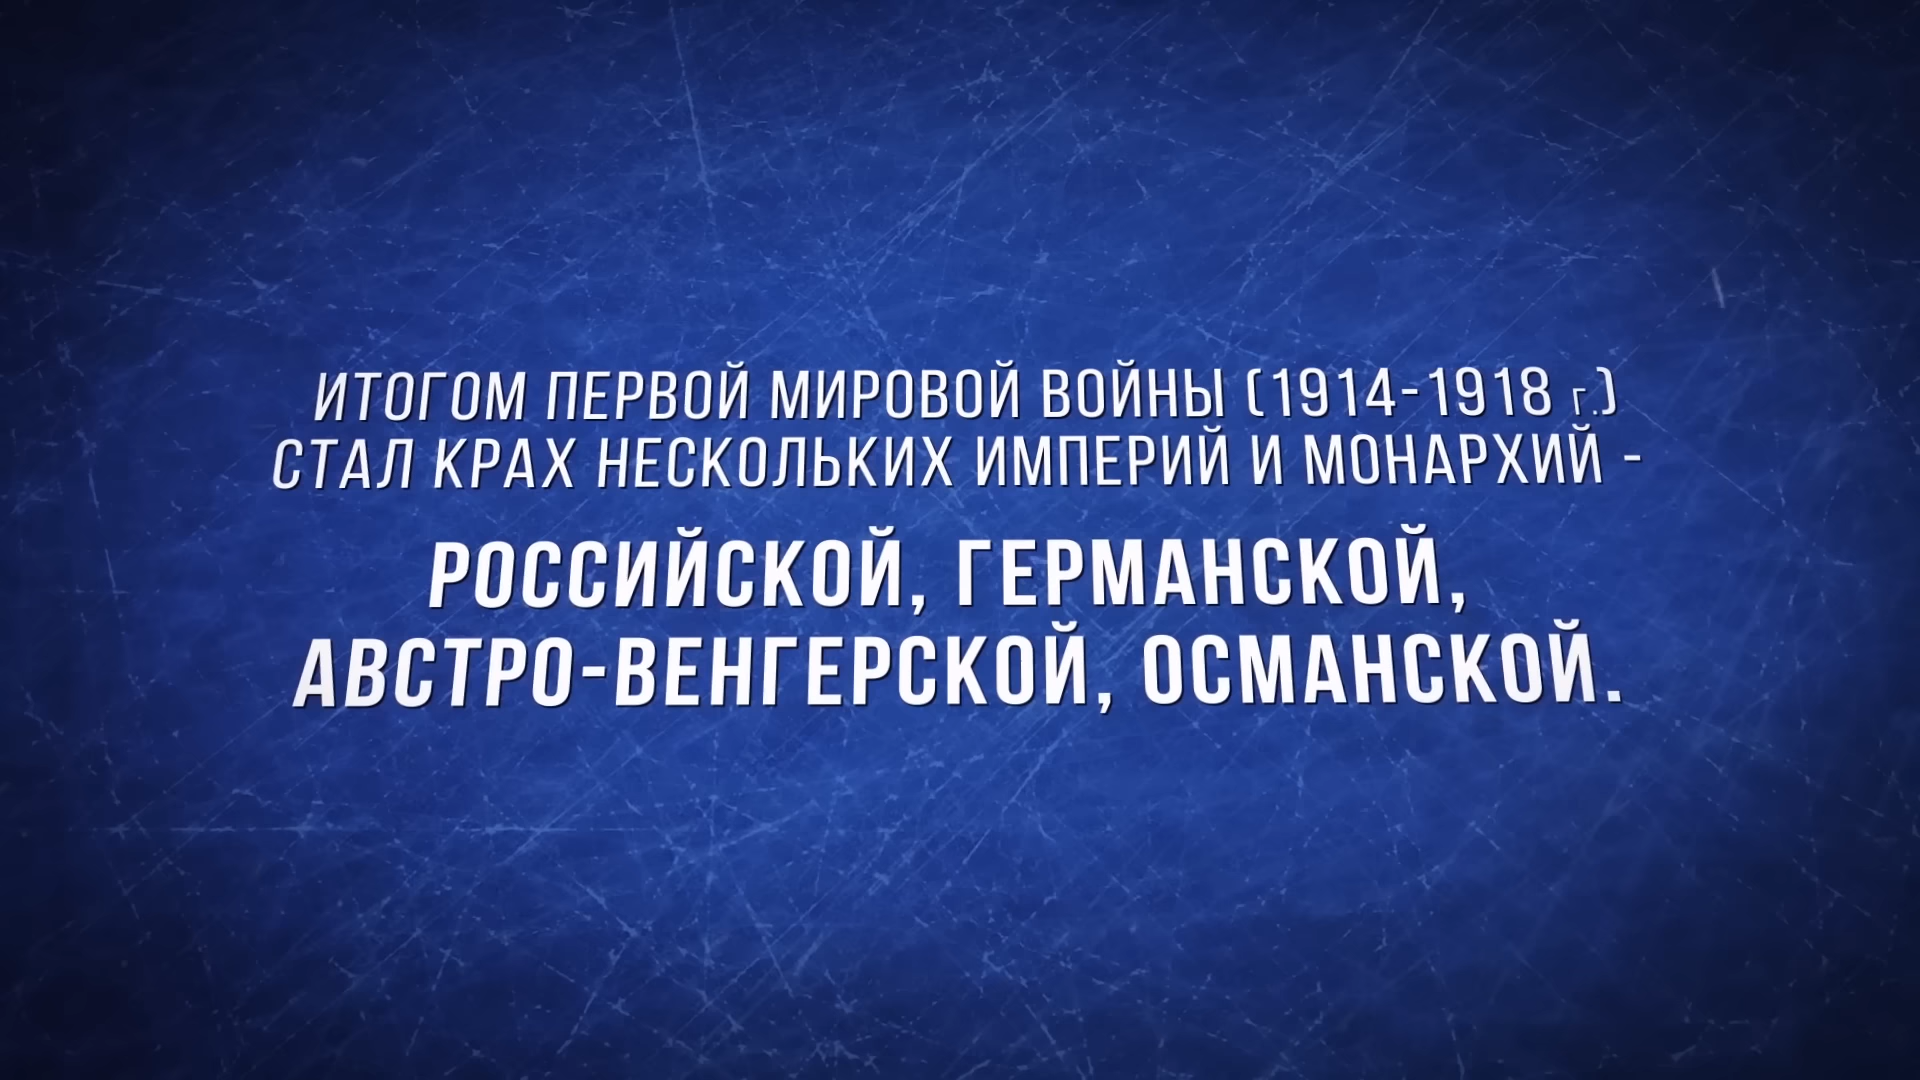 ИТОГОМ ПЕРВОЙ МИРОВОЙ ВОЙНЫ (1914-1918 г.)
СТАЛ КРАХ НЕСКОЛЬКИХ ИМПЕРИЙ И МОНАРХИЙ -
РОССИЙСКОЙ, ГЕРМАНСКОЙ,
АВСТРО-ВЕНГЕРСКОЙ, ОСМАНСКОЙ.